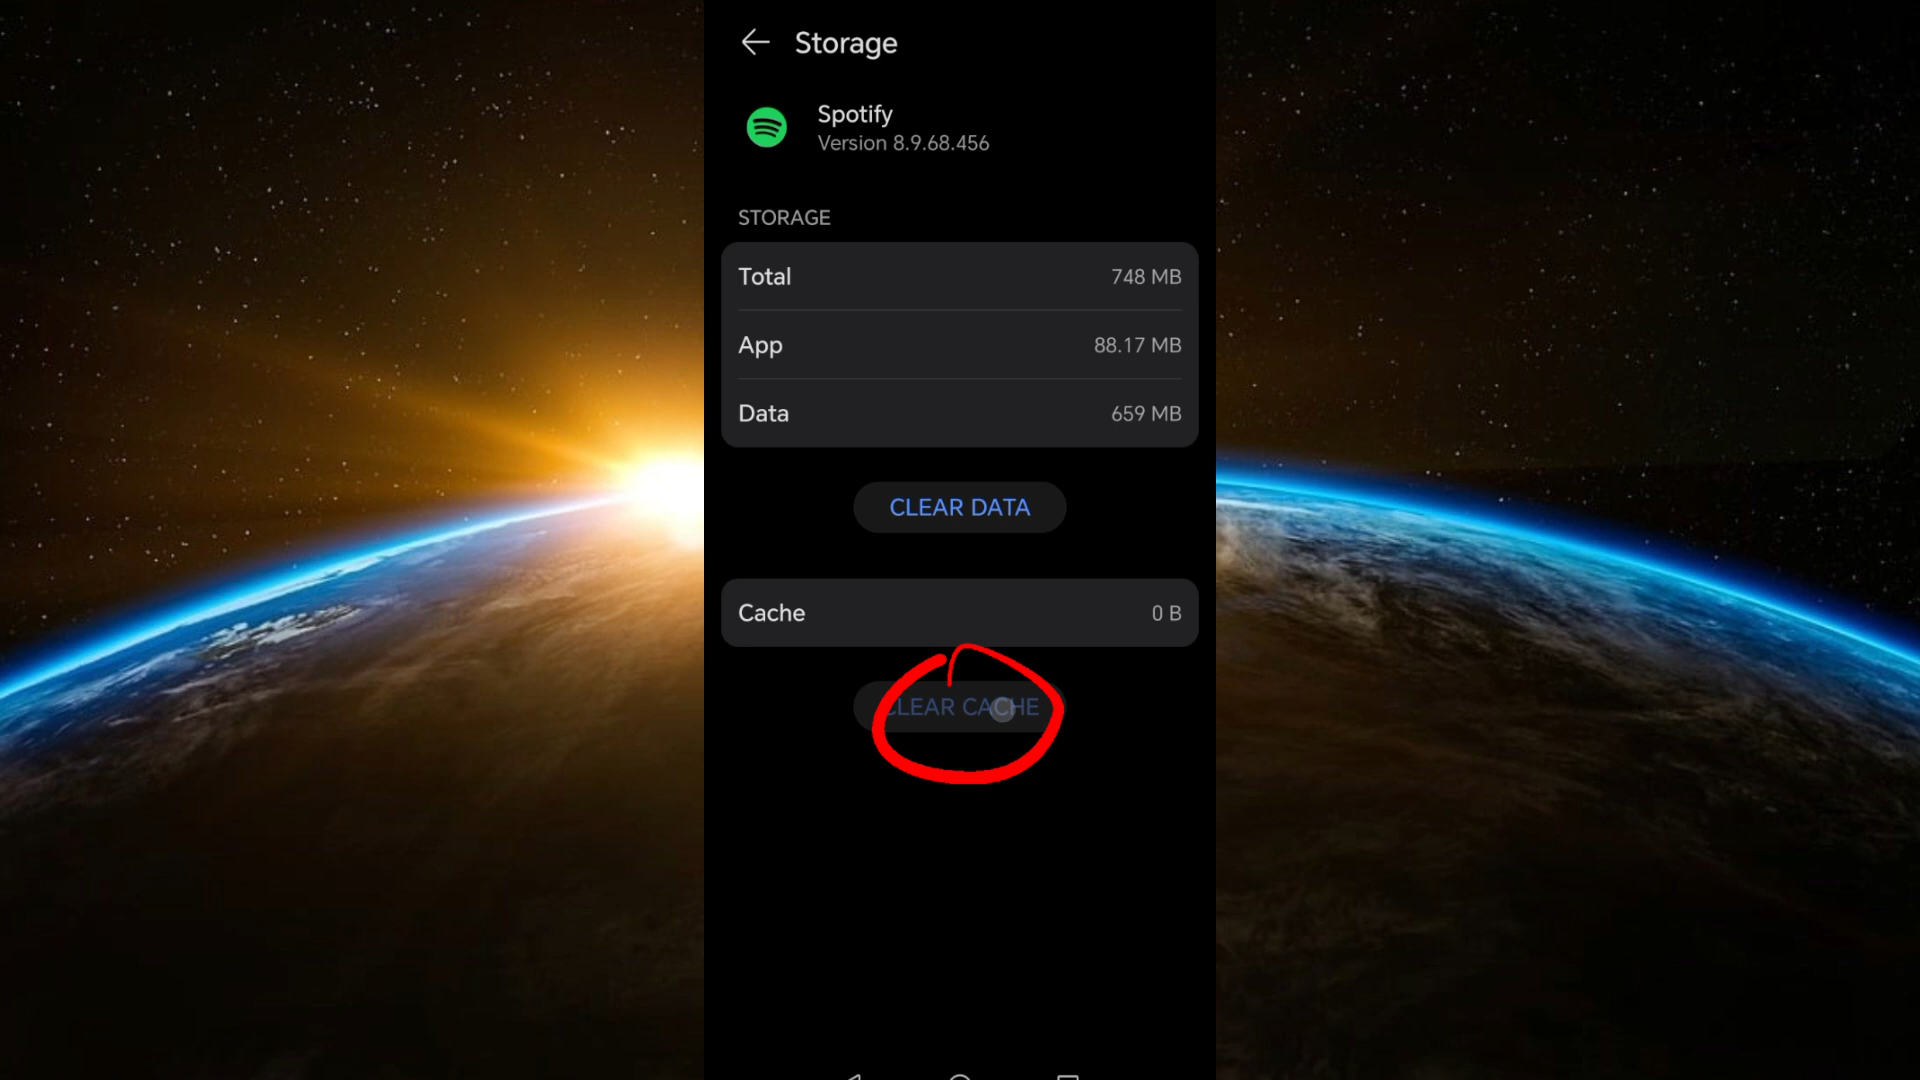 Storage
Spotify
Version 8.9.68.456
STORAGE
Total 748 MB
App 88.17 MB
Data 659 MB
CLEAR DATA
Cache 0 B
CLEAR CACHE